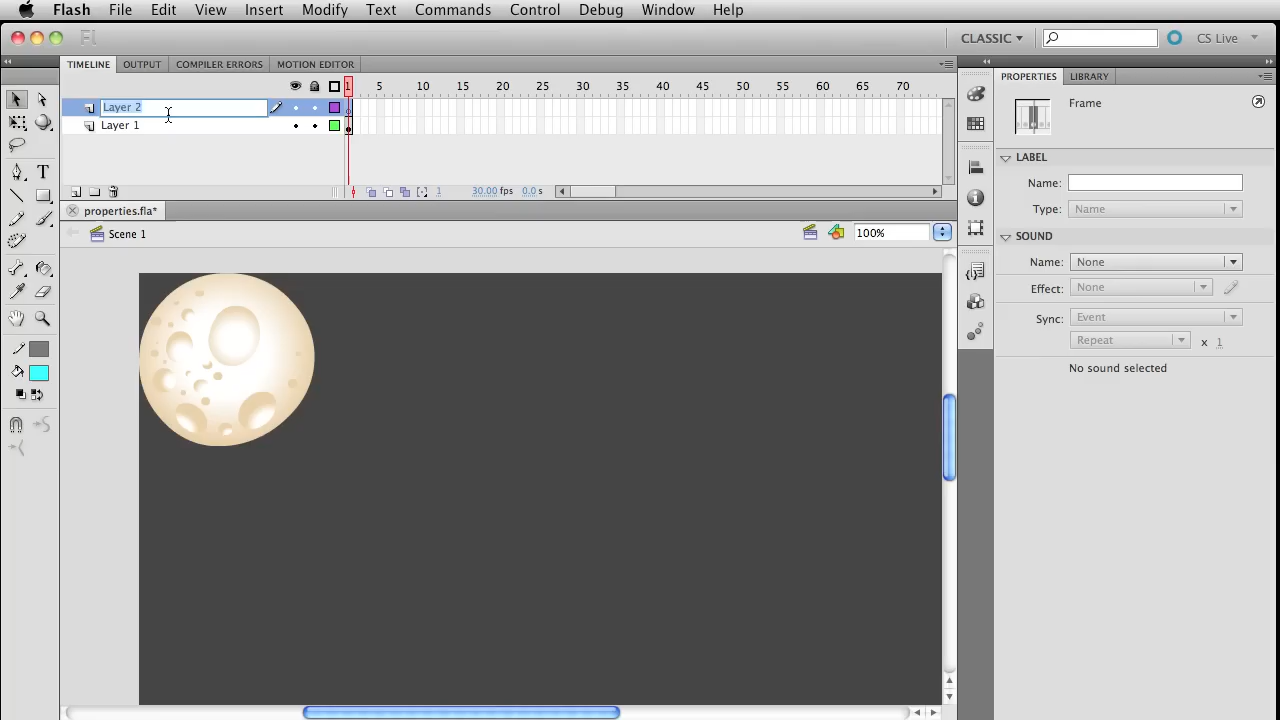 Flash File Edit View Insert Modify Text Commands Control Debug Window Help
Fl CLASSIC CS Live
TIMELINE OUTPUT COMPILER ERRORS MOTION EDITOR PROPERTIES LIBRARY
1 5 10 15 20 25 30 35 40 45 50 55 60 65 70
Frame
Layer 2
Layer 1
LABEL
Name:
Type: Name
1 30.00 fps 0.0 s
properties.fla*
Scene 1 100%
SOUND
Name: None
Effect: None
Sync: Event
Repeat x 1
No sound selected